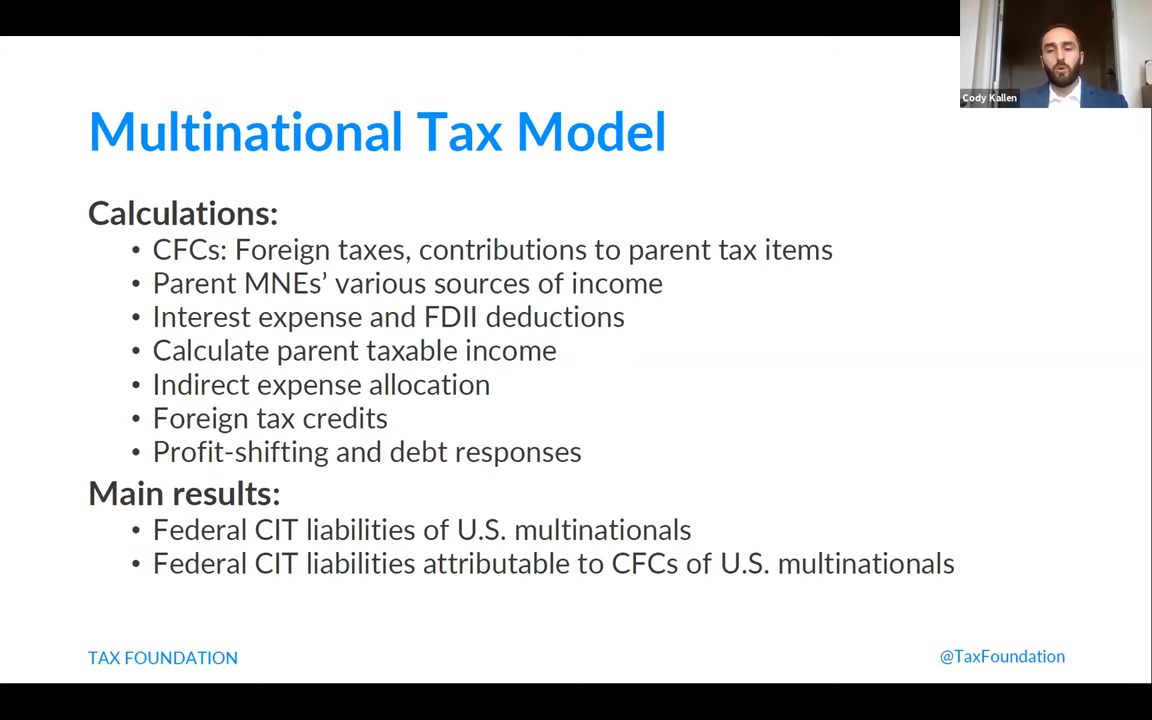 Cody Kallen
Multinational Tax Model
Calculations:
• CFCs: Foreign taxes, contributions to parent tax items
• Parent MNEs’ various sources of income
• Interest expense and FDII deductions
• Calculate parent taxable income
• Indirect expense allocation
• Foreign tax credits
• Profit-shifting and debt responses
Main results:
• Federal CIT liabilities of U.S. multinationals
• Federal CIT liabilities attributable to CFCs of U.S. multinationals
TAX FOUNDATION
@TaxFoundation